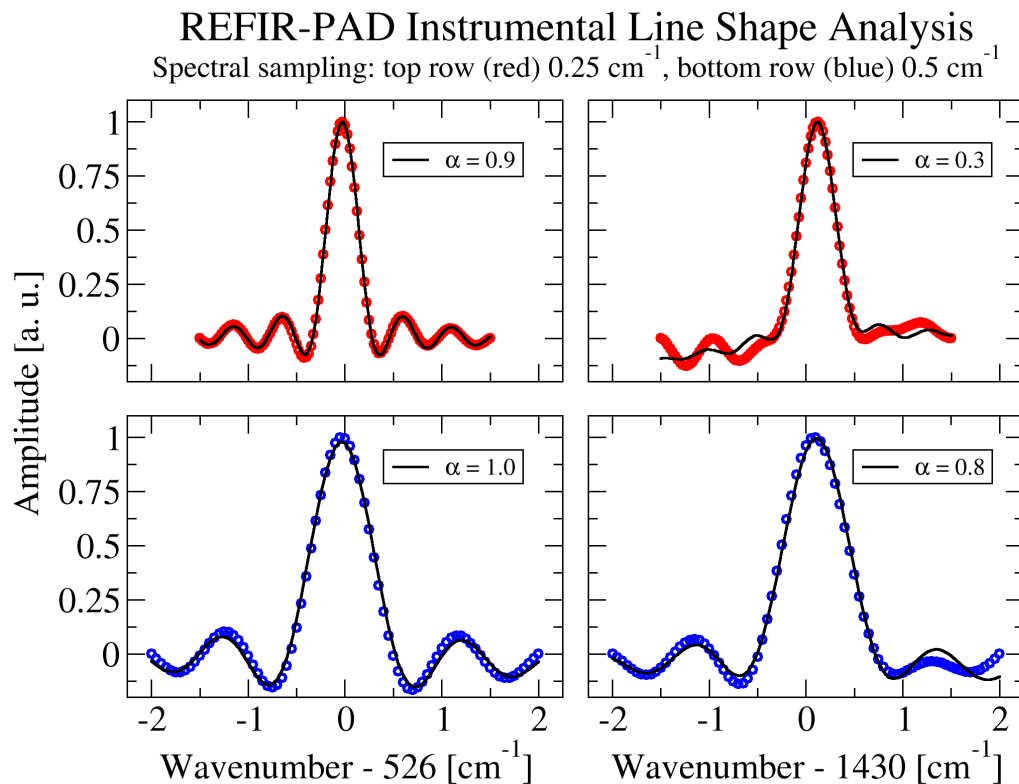 REFIR-PAD Instrumental Line Shape Analysis
Spectral sampling: top row (red) 0.25 cm⁻¹, bottom row (blue) 0.5 cm⁻¹
Amplitude [a. u.]
1
0.75
0.5
0.25
0
α = 0.9
α = 0.3
1
0.75
0.5
0.25
0
α = 1.0
α = 0.8
-2 -1 0 1 2
-2 -1 0 1 2
Wavenumber - 526 [cm⁻¹]
Wavenumber - 1430 [cm⁻¹]